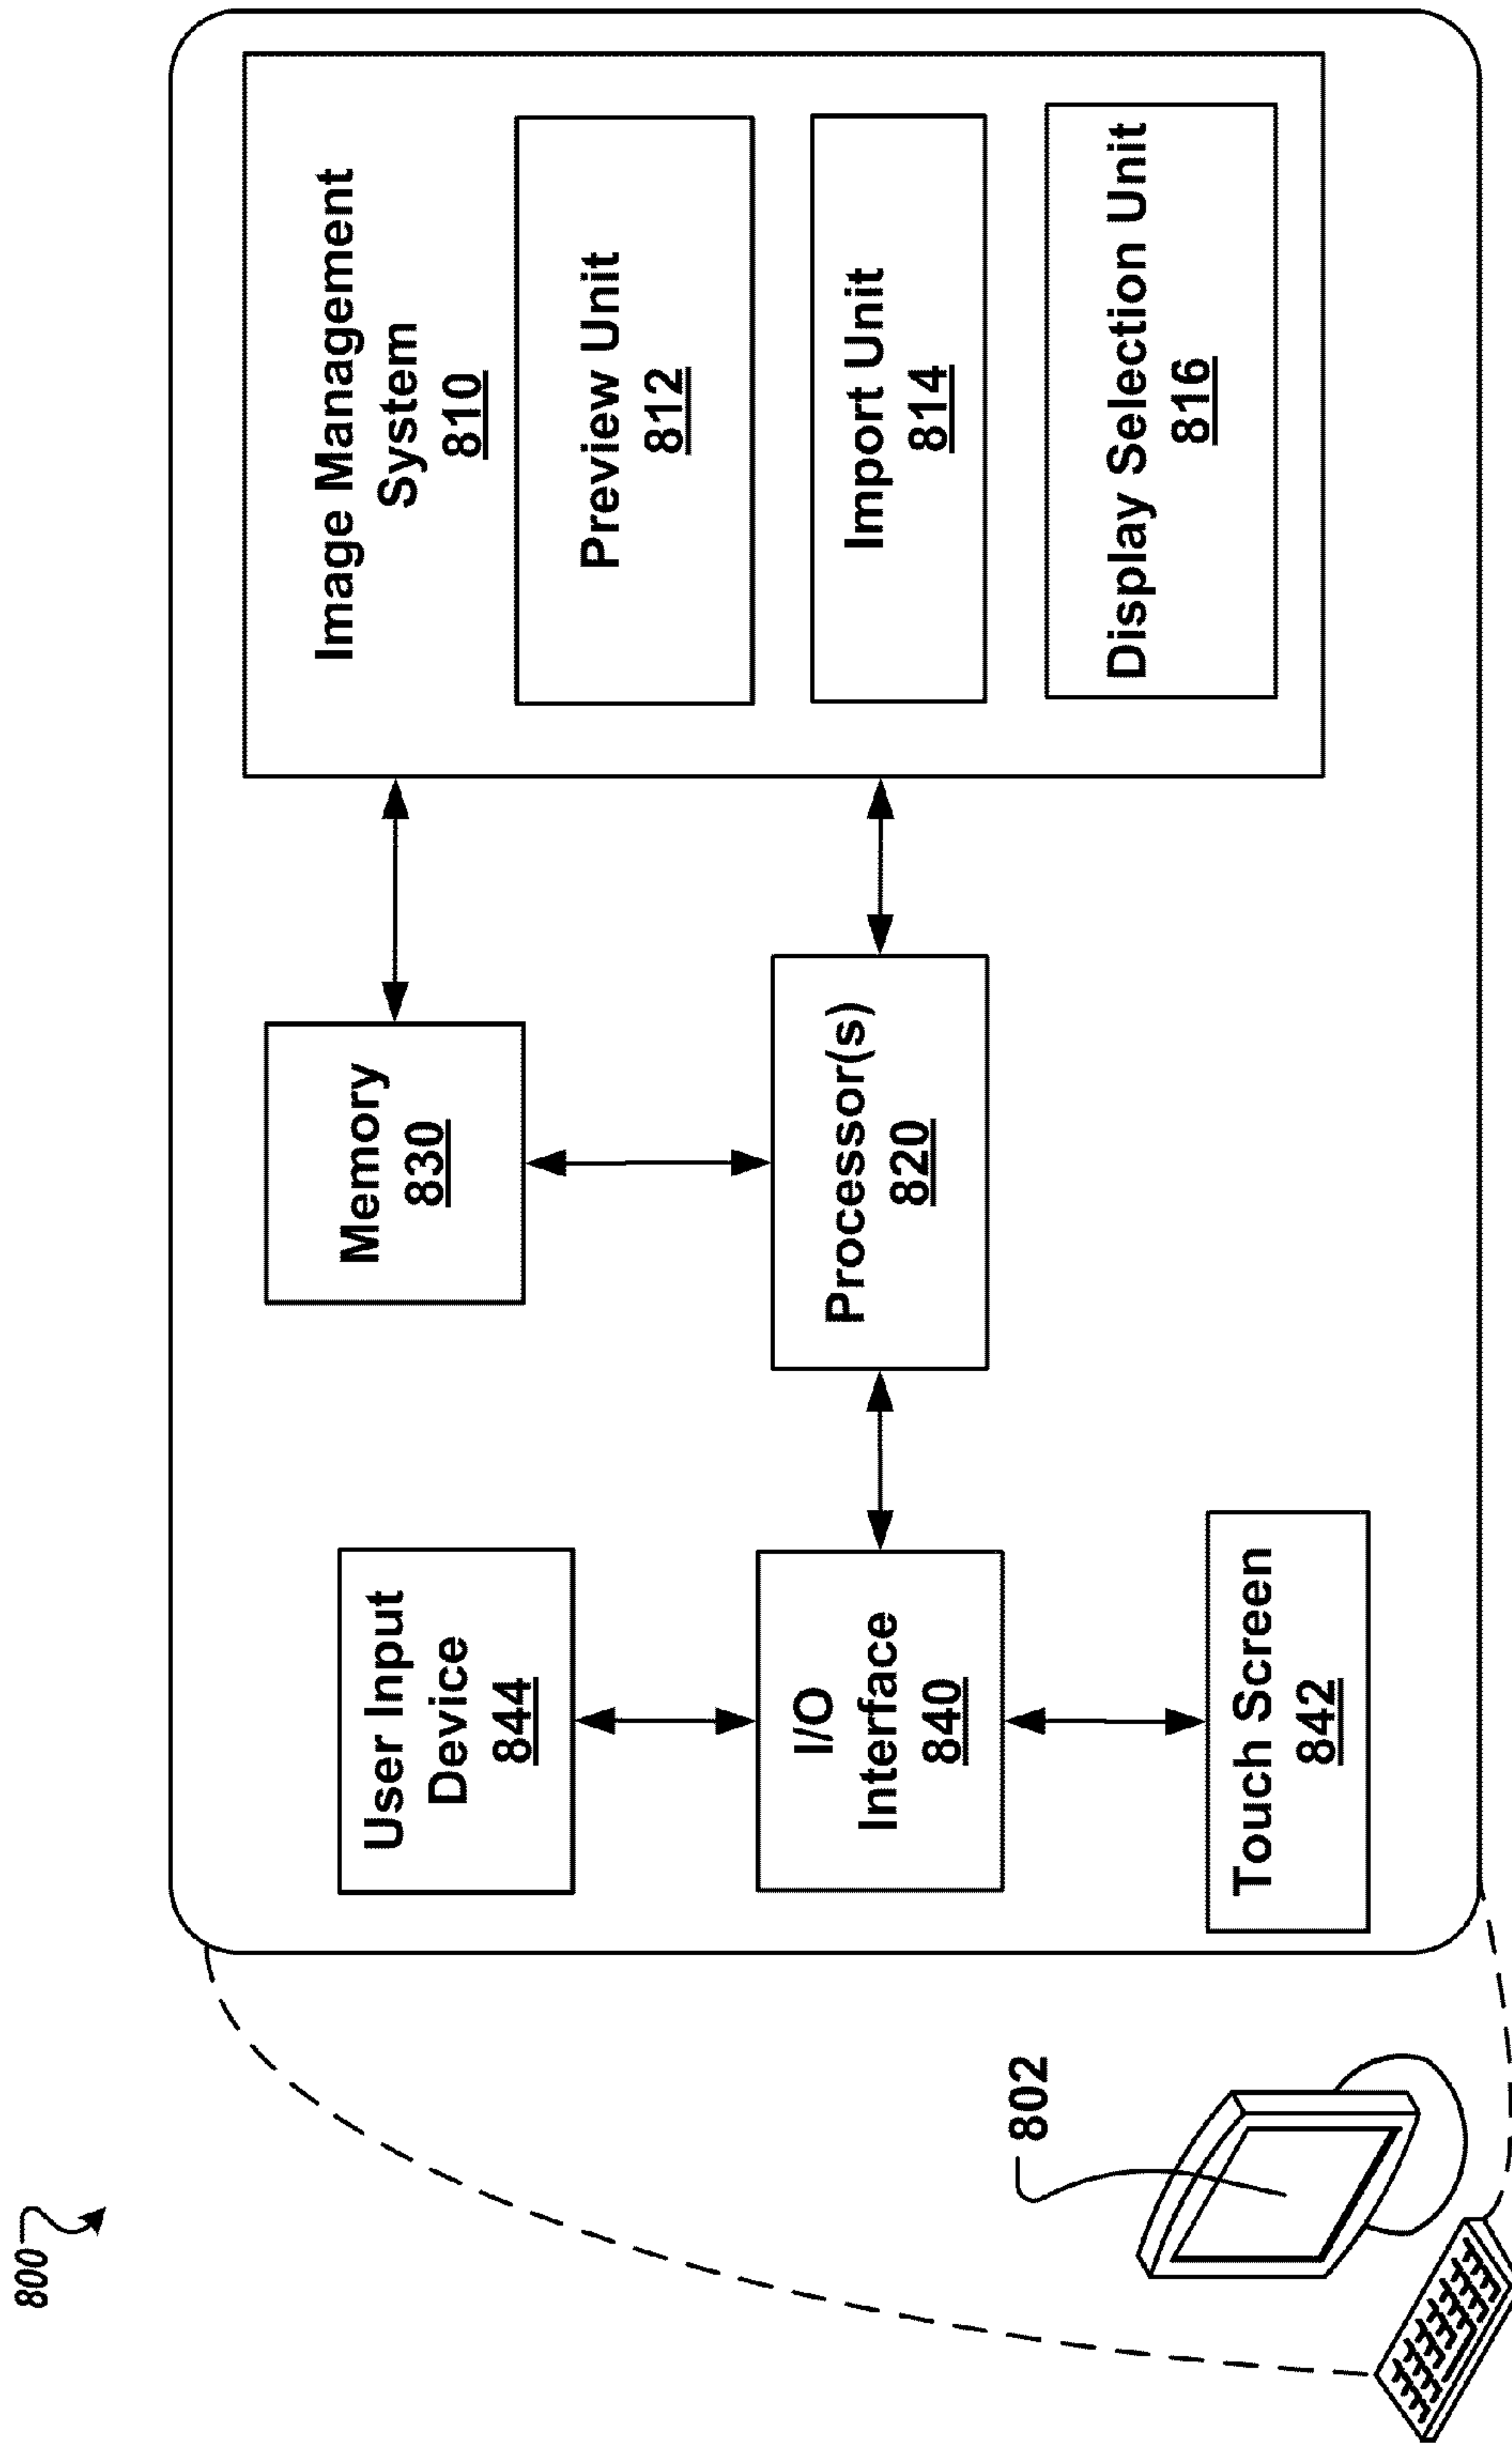 800
802
User Input
Device
844
I/O
Interface
840
Touch Screen
842
Memory
830
Processor(s)
820
Image Management
System
810
Preview Unit
812
Import Unit
814
Display Selection Unit
816